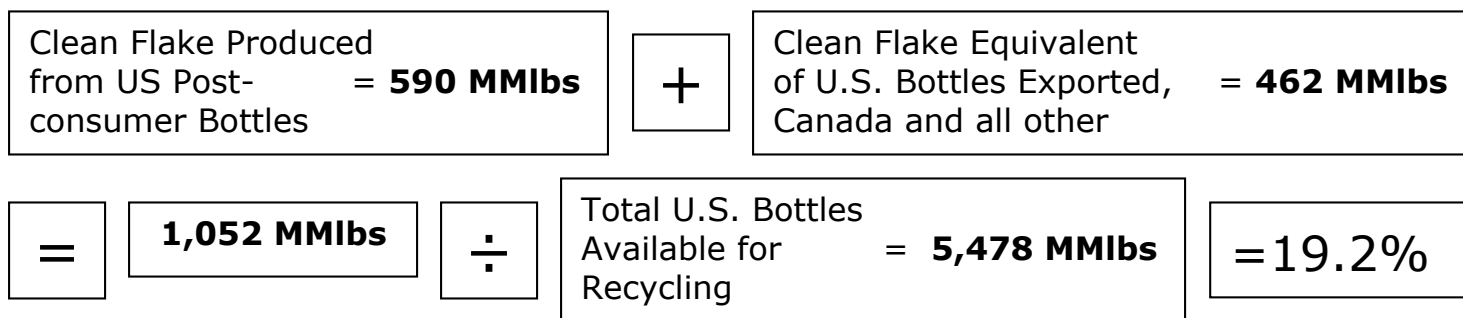 Clean Flake Produced
from US Post- = 590 MMlbs
consumer Bottles
+
Clean Flake Equivalent
of U.S. Bottles Exported, = 462 MMlbs
Canada and all other
=
1,052 MMlbs
÷
Total U.S. Bottles
Available for = 5,478 MMlbs
Recycling
=19.2%